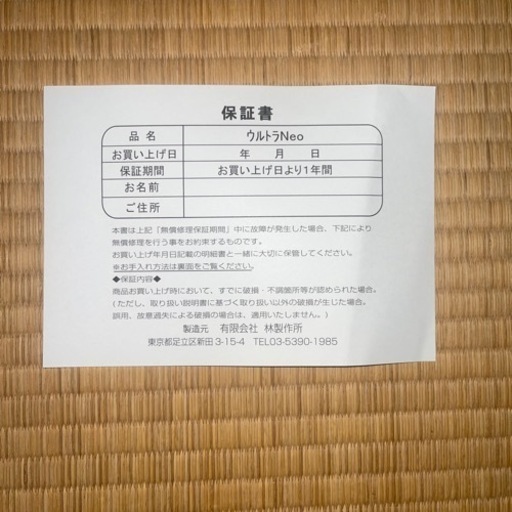 保証書
品名 ウルトラNeo
お買い上げ日 年 月 日
保証期間 お買い上げ日より1年間
お名前
ご住所
本書は上記「無償修理保証期間」中に故障が発生した場合、下記により
無償修理を行う事をお約束するものです。
お買い上げ年月日記載の明細書と一緒に大切に保管してください。
※お手入れ方法は裏面をご覧ください。
◆保証内容◆
商品お買い上げ時において、すでに破損・不調箇所等が認められた場合。
(ただし、取り扱い説明書に基づく取り扱い以外の破損が生じた場合。
誤用、故意過失による破損の場合は、適用いたしません。)
製造元 有限会社 林製作所
東京都足立区新田3-15-4 TEL03-5390-1985